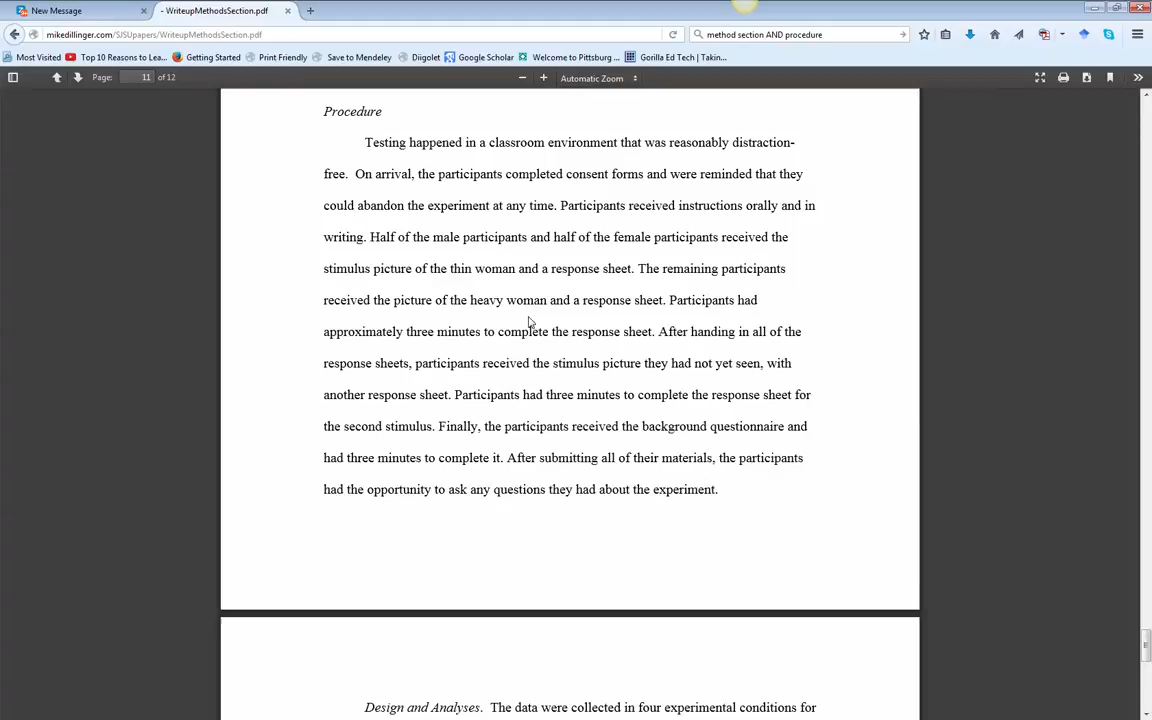 New Message
- WriteupMethodsSection.pdf
mikedillinger.com/SJSUpapers/WriteupMethodsSection.pdf
method section AND procedure
Most Visited
Top 10 Reasons to Lea...
Getting Started
Print Friendly
Save to Mendeley
Diigolet
Google Scholar
Welcome to Pittsburg ...
Gorilla Ed Tech | Takin...
Page: 11 of 12
Automatic Zoom
Procedure
Testing happened in a classroom environment that was reasonably distraction-
free.  On arrival, the participants completed consent forms and were reminded that they
could abandon the experiment at any time. Participants received instructions orally and in
writing. Half of the male participants and half of the female participants received the
stimulus picture of the thin woman and a response sheet. The remaining participants
received the picture of the heavy woman and a response sheet. Participants had
approximately three minutes to complete the response sheet. After handing in all of the
response sheets, participants received the stimulus picture they had not yet seen, with
another response sheet. Participants had three minutes to complete the response sheet for
the second stimulus. Finally, the participants received the background questionnaire and
had three minutes to complete it. After submitting all of their materials, the participants
had the opportunity to ask any questions they had about the experiment.
Design and Analyses.  The data were collected in four experimental conditions for